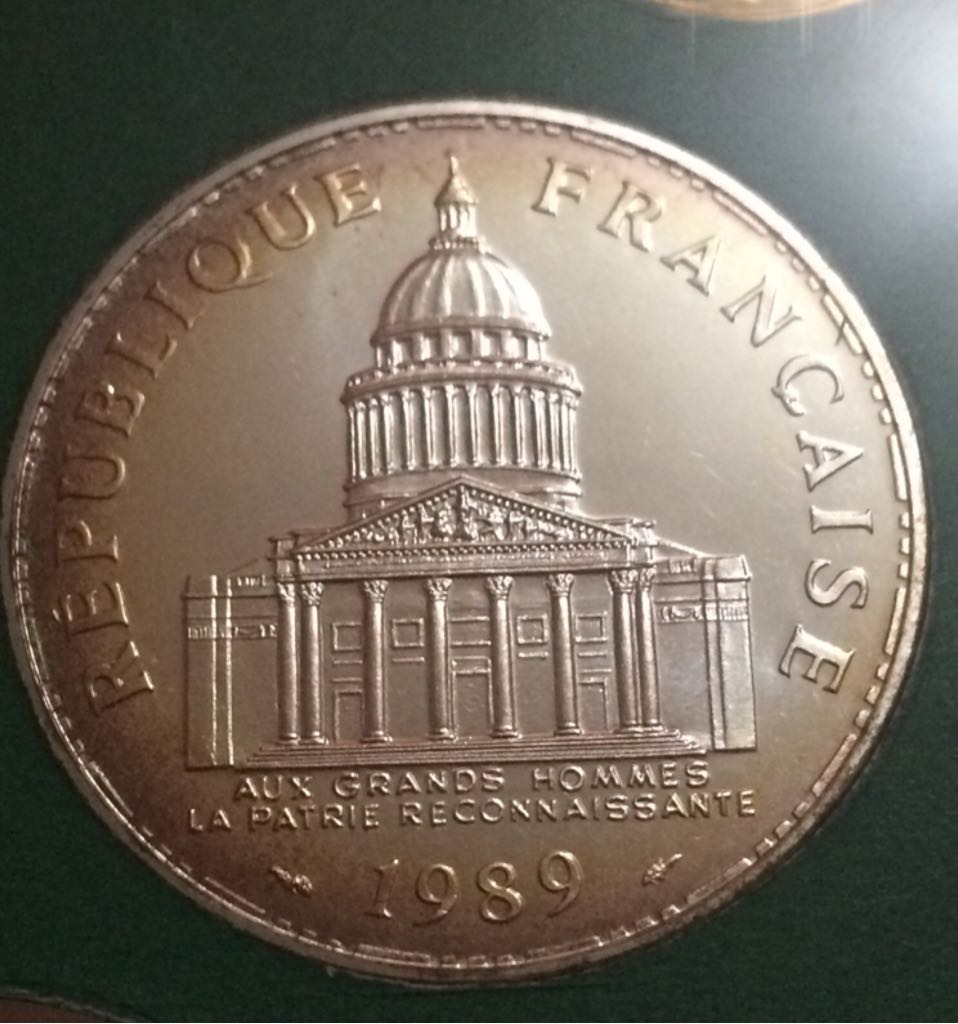 RÉPUBLIQUE FRANÇAISE
AUX GRANDS HOMMES
LA PATRIE RECONNAISSANTE
1989